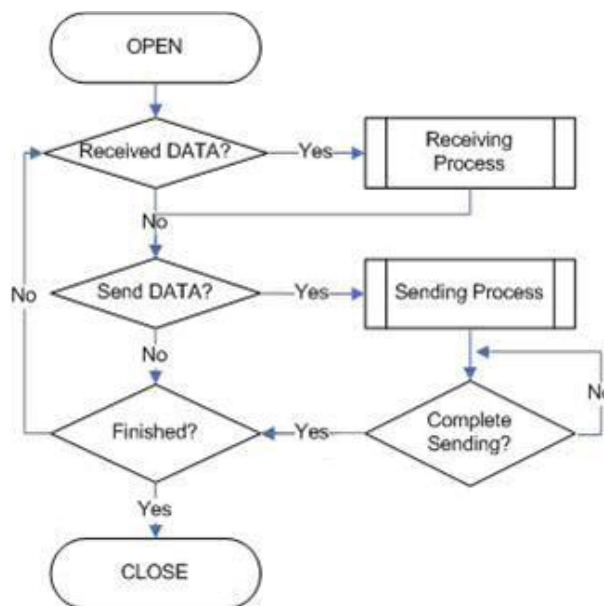 OPEN
Received DATA?
Yes
Receiving
Process
No
Send DATA?
Yes
Sending Process
No
No
Finished?
Yes
Complete
Sending?
No
Yes
CLOSE